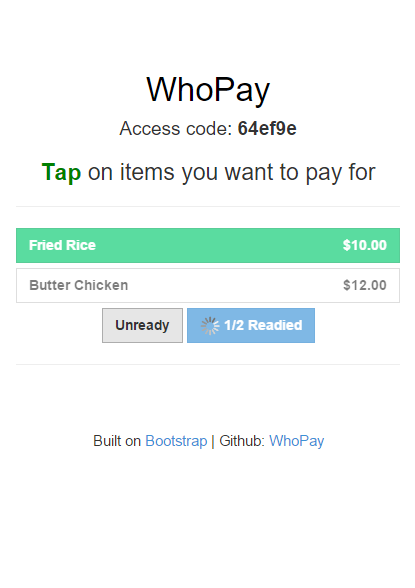 WhoPay
Access code: 64ef9e
Tap on items you want to pay for
Fried Rice $10.00
Butter Chicken $12.00
Unready 1/2 Readied
Built on Bootstrap | Github: WhoPay